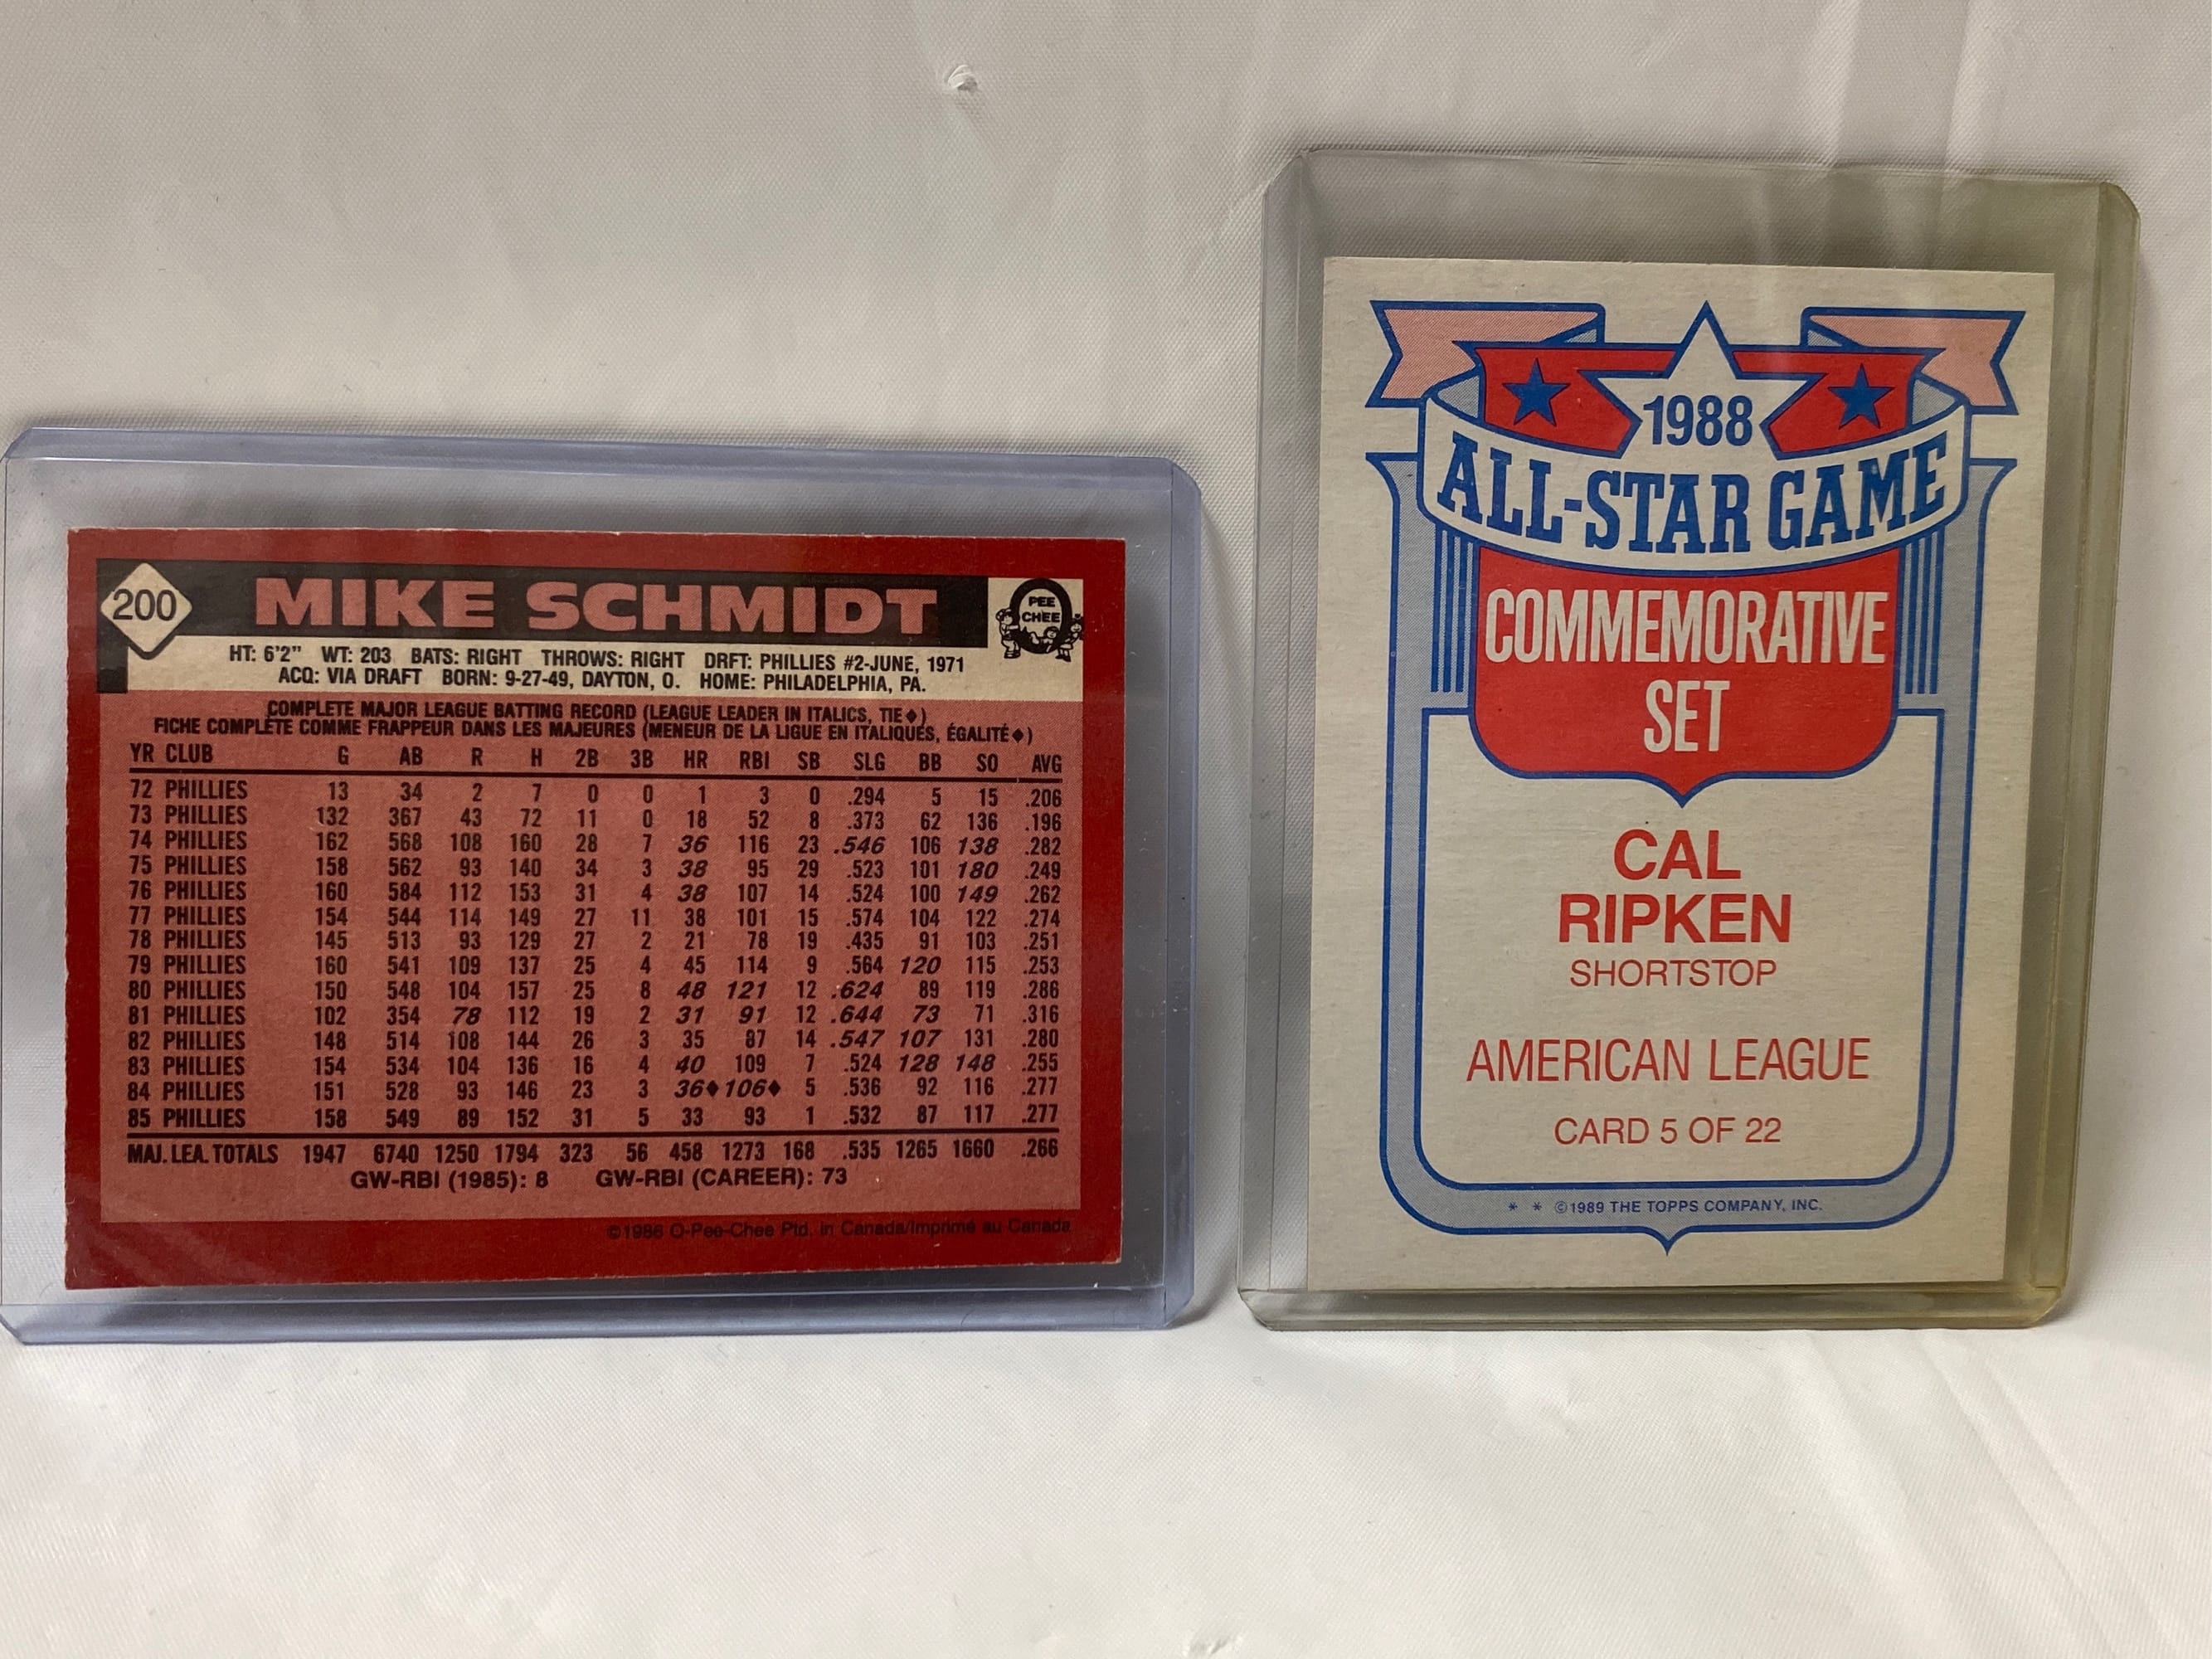 200
MIKE SCHMIDT
PEE
CHEE
HT: 6'2" WT: 203 BATS: RIGHT THROWS: RIGHT DRFT: PHILLIES #2-JUNE, 1971
ACQ: VIA DRAFT BORN: 9-27-49, DAYTON, O. HOME: PHILADELPHIA, PA.
COMPLETE MAJOR LEAGUE BATTING RECORD (LEAGUE LEADER IN ITALICS, TIE♦)
FICHE COMPLÈTE COMME FRAPPEUR DANS LES MAJEURES (MENEUR DE LA LIGUE EN ITALIQUES, ÉGALITÉ♦)
YR CLUB G AB R H 2B 3B HR RBI SB SLG BB SO AVG
72 PHILLIES 13 34 2 7 0 0 1 3 0 .294 5 15 .206
73 PHILLIES 132 367 43 72 11 0 18 52 8 .373 62 136 .196
74 PHILLIES 162 568 108 160 28 7 36 116 23 .546 106 138 .282
75 PHILLIES 158 562 93 140 34 3 38 95 29 .523 101 180 .249
76 PHILLIES 160 584 112 153 31 4 38 107 14 .524 100 149 .262
77 PHILLIES 154 544 114 149 27 11 38 101 15 .574 104 122 .274
78 PHILLIES 145 513 93 129 27 2 21 78 19 .435 91 103 .251
79 PHILLIES 160 541 109 137 25 4 45 114 9 .564 120 115 .253
80 PHILLIES 150 548 104 157 25 8 48 121 12 .624 89 119 .286
81 PHILLIES 102 354 78 112 19 2 31 91 12 .644 73 71 .316
82 PHILLIES 148 514 108 144 26 3 35 87 14 .547 107 131 .280
83 PHILLIES 154 534 104 136 16 4 40 109 7 .524 128 148 .255
84 PHILLIES 151 528 93 146 23 3 36♦ 106♦ 5 .536 92 116 .277
85 PHILLIES 158 549 89 152 31 5 33 93 1 .532 87 117 .277
MAJ. LEA. TOTALS 1947 6740 1250 1794 323 56 458 1273 168 .535 1265 1660 .266
GW-RBI (1985): 8 GW-RBI (CAREER): 73
©1986 O-Pee-Chee Ptd. in Canada/Imprimé au Canada
1988
ALL-STAR GAME
COMMEMORATIVE
SET
CAL
RIPKEN
SHORTSTOP
AMERICAN LEAGUE
CARD 5 OF 22
* * ©1989 THE TOPPS COMPANY, INC.